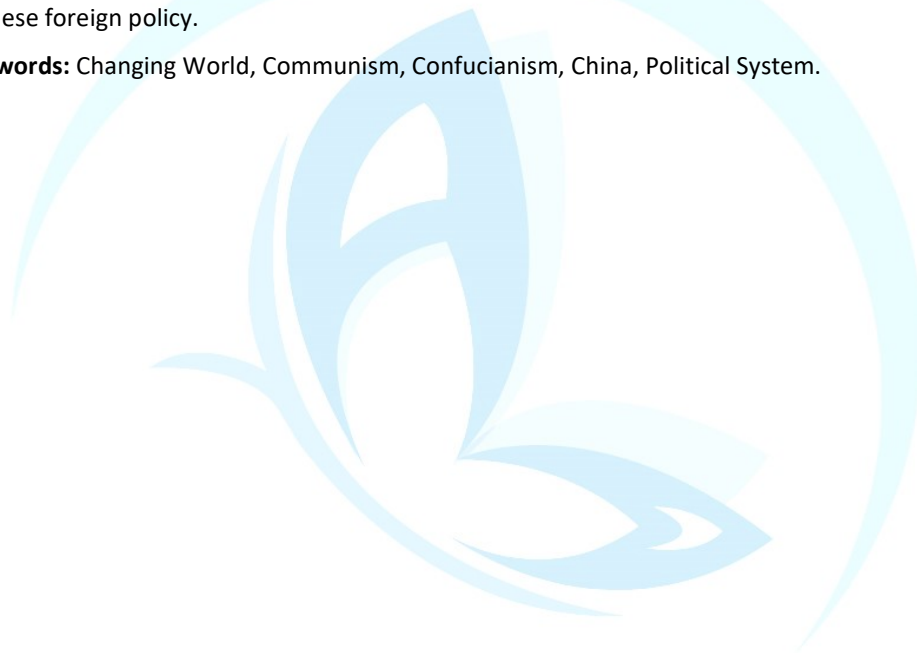 ese foreign policy.
words: Changing World, Communism, Confucianism, China, Political System.